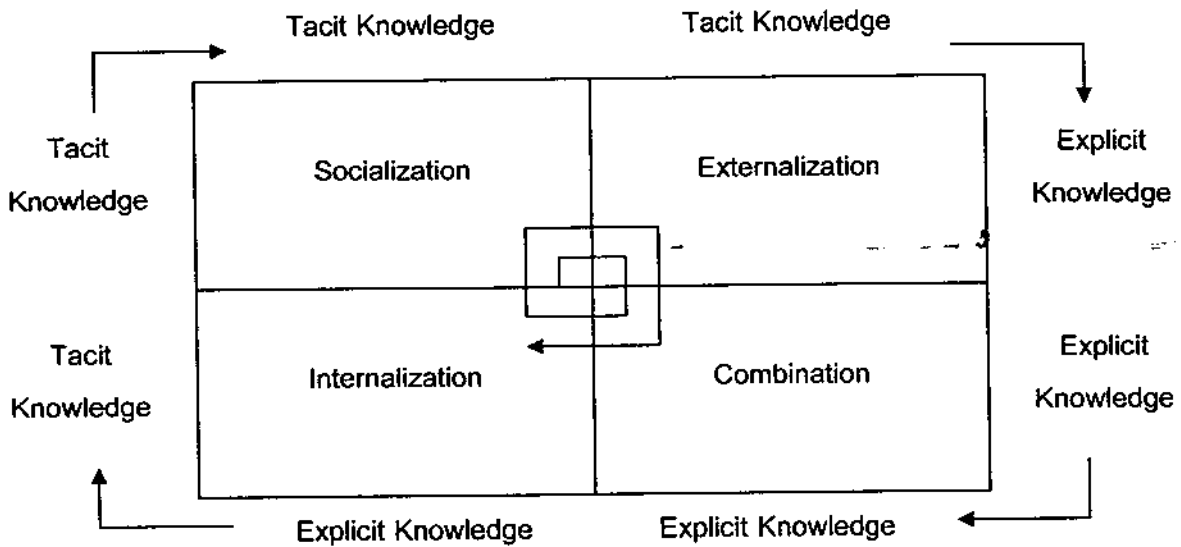 Tacit Knowledge
Tacit Knowledge
Tacit
Knowledge
Socialization
Externalization
Explicit
Knowledge
Tacit
Knowledge
Internalization
Combination
Explicit
Knowledge
Explicit Knowledge
Explicit Knowledge